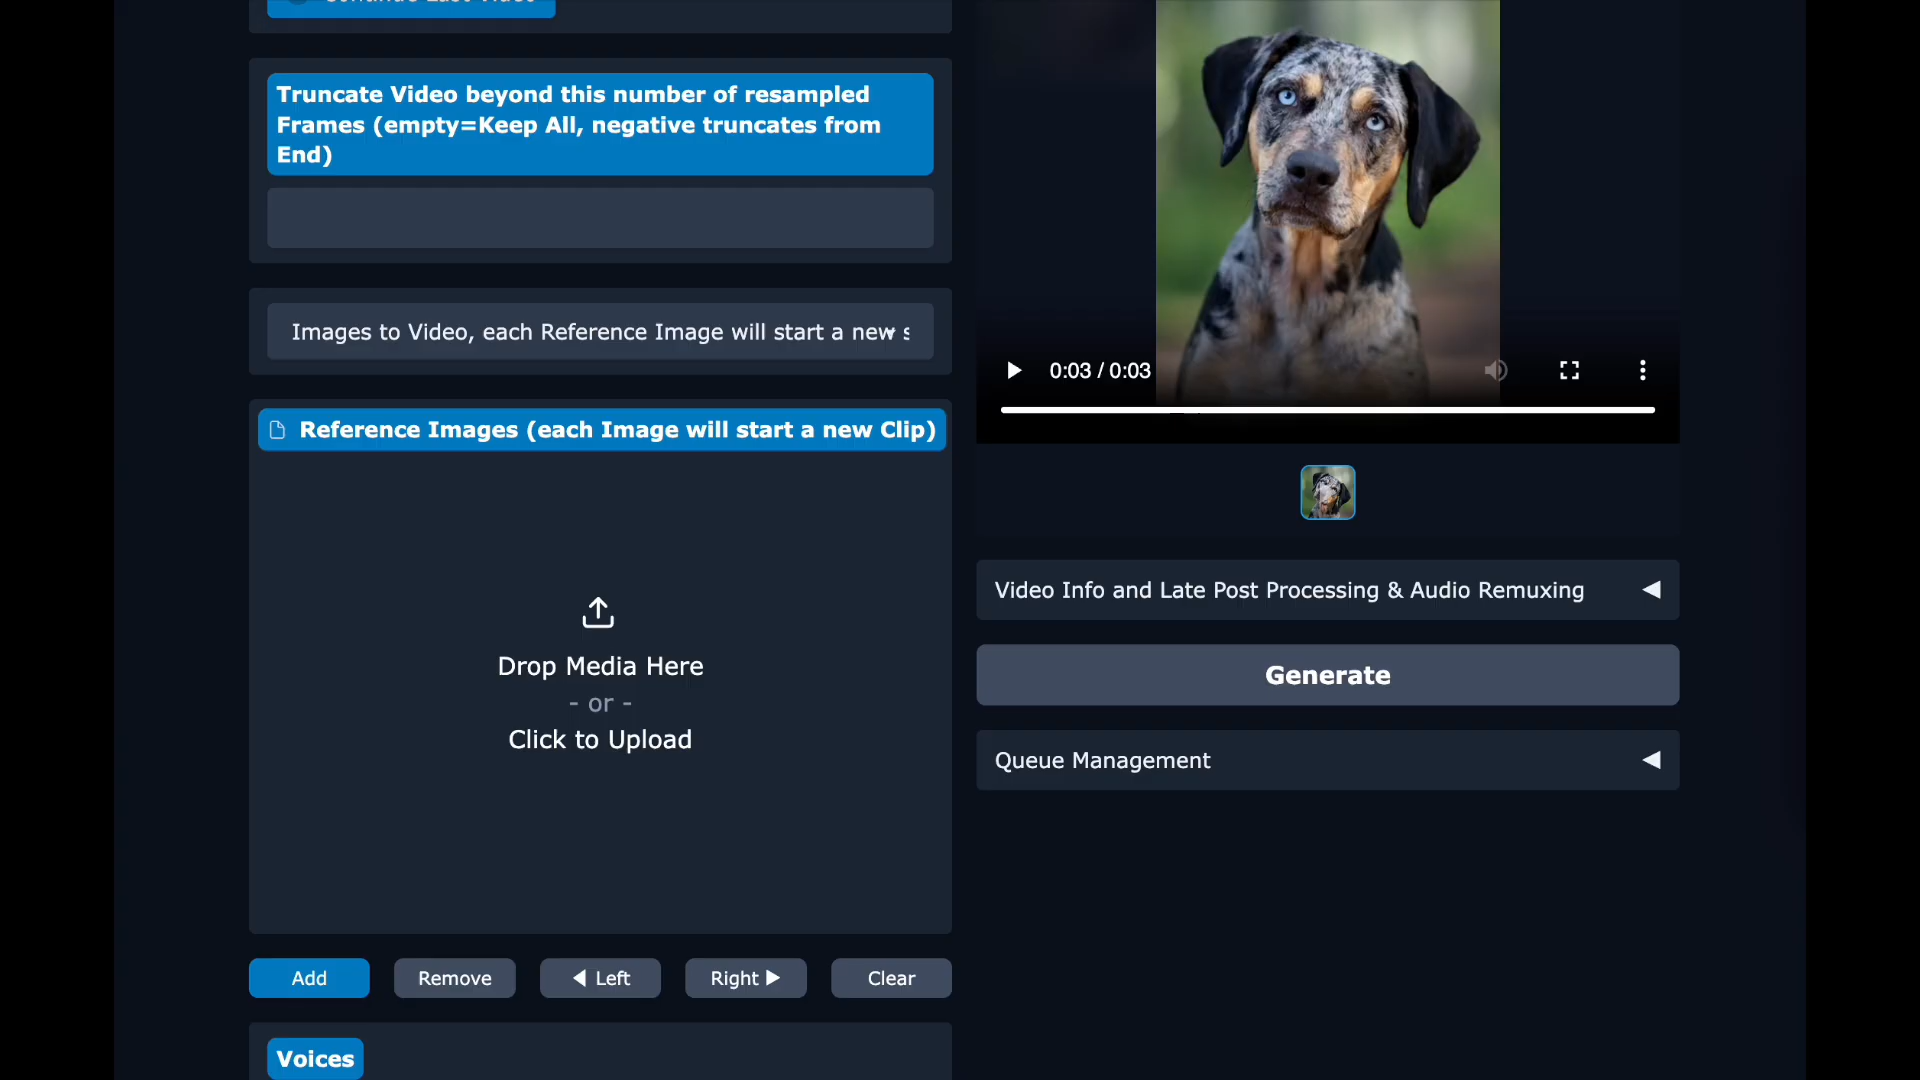 Continue Last Video
Truncate Video beyond this number of resampled
Frames (empty=Keep All, negative truncates from
End)
Images to Video, each Reference Image will start a new s
Reference Images (each Image will start a new Clip)
Drop Media Here
- or -
Click to Upload
Add
Remove
Left
Right
Clear
Voices
0:03 / 0:03
Video Info and Late Post Processing & Audio Remuxing
Generate
Queue Management